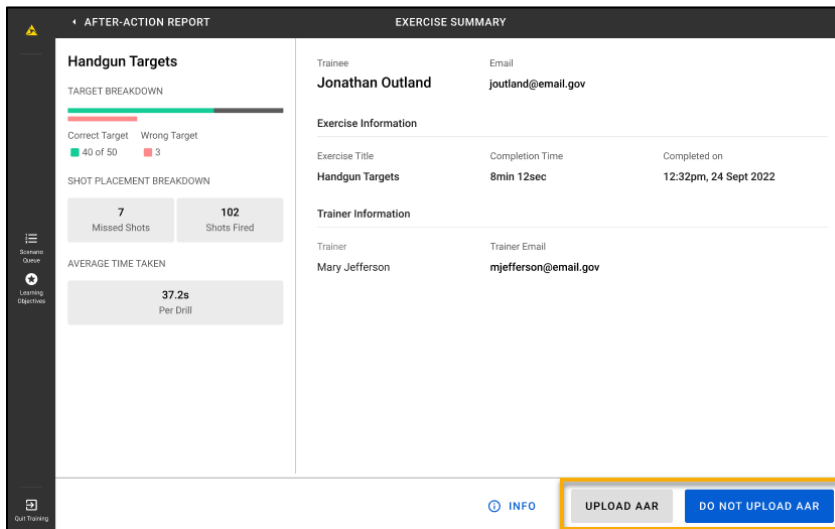 AFTER-ACTION REPORT
EXERCISE SUMMARY
Handgun Targets
TARGET BREAKDOWN
Correct Target Wrong Target
40 of 50 3
SHOT PLACEMENT BREAKDOWN
7 102
Missed Shots Shots Fired
AVERAGE TIME TAKEN
37.2s
Per Drill
Trainee Email
Jonathan Outland joutland@email.gov
Exercise Information
Exercise Title Completion Time Completed on
Handgun Targets 8min 12sec 12:32pm, 24 Sept 2022
Trainer Information
Trainer Trainer Email
Mary Jefferson mjefferson@email.gov
Scenario
Queue
Learning
Objectives
Quit Training
INFO UPLOAD AAR DO NOT UPLOAD AAR